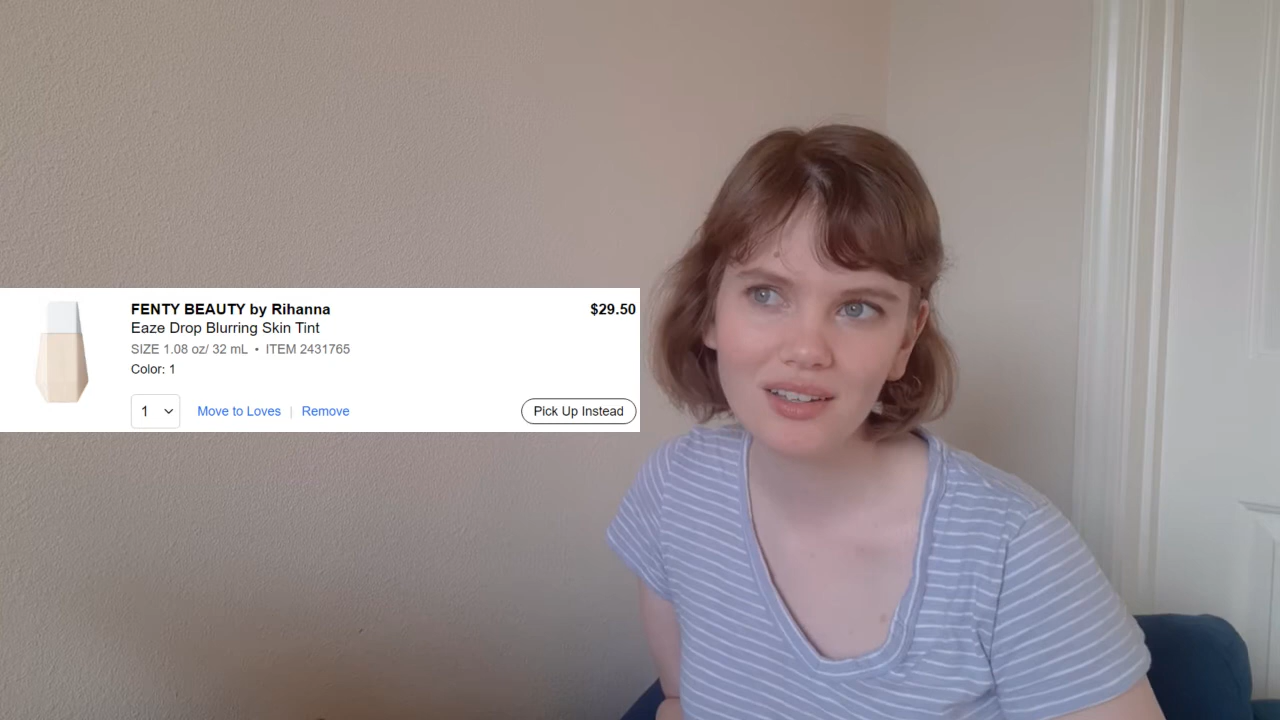 FENTY BEAUTY by Rihanna $29.50
Eaze Drop Blurring Skin Tint
SIZE 1.08 oz/ 32 mL • ITEM 2431765
Color: 1
1 Move to Loves | Remove Pick Up Instead